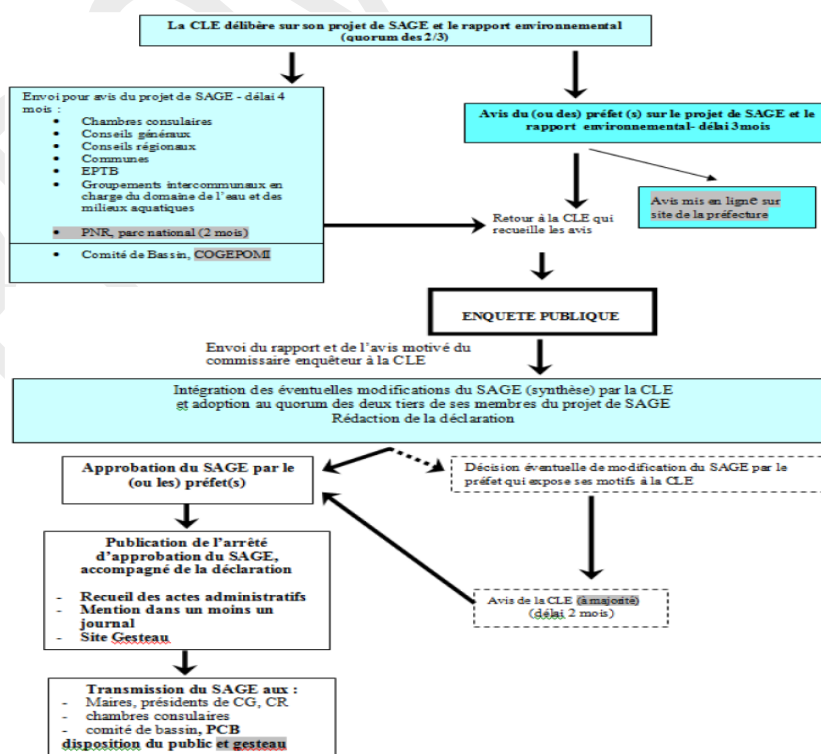 La CLE délibère sur son projet de SAGE et le rapport environnemental
(quorum des 2/3)
Envoi pour avis du projet de SAGE - délai 4
mois :
• Chambres consulaires
• Conseils généraux
• Conseils régionaux
• Communes
• EPTB
• Groupements intercommunaux en
charge du domaine de l'eau et des
milieux aquatiques
• PNR, parc national (2 mois)
• Comité de Bassin, COGEPOMI
Avis du (ou des) préfet (s) sur le projet de SAGE et le
rapport environnemental- délai 3mois
Avis mis en ligne sur
site de la préfecture
Retour à la CLE qui
recueille les avis
ENQUETE PUBLIQUE
Envoi du rapport et de l'avis motivé du
commissaire enquêteur à la CLE
Intégration des éventuelles modifications du SAGE (synthèse) par la CLE
et adoption au quorum des deux tiers de ses membres du projet de SAGE
Rédaction de la déclaration
Approbation du SAGE par le
(ou les) préfet(s)
Décision éventuelle de modification du SAGE par le
préfet qui expose ses motifs à la CLE
Publication de l'arrêté
d'approbation du SAGE,
accompagné de la déclaration
- Recueil des actes administratifs
- Mention dans un moins un
journal
- Site Gesteau
Avis de la CLE (à majorité)
(délai 2 mois)
Transmission du SAGE aux :
- Maires, présidents de CG, CR
- chambres consulaires
- comité de bassin, PCB
disposition du public et gesteau